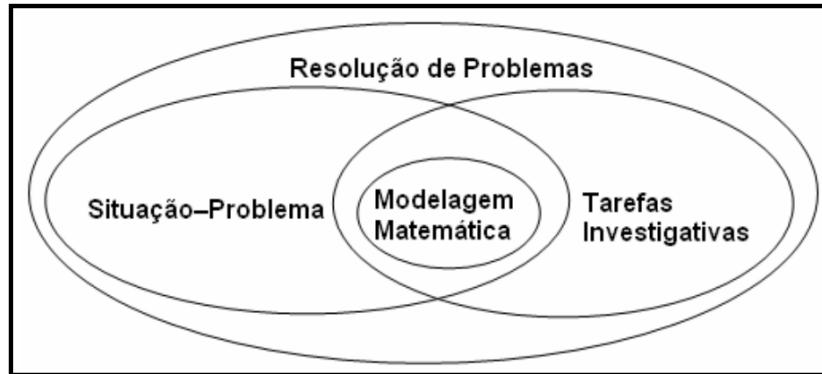 Resolução de Problemas
Situação–Problema
Modelagem
Matemática
Tarefas
Investigativas